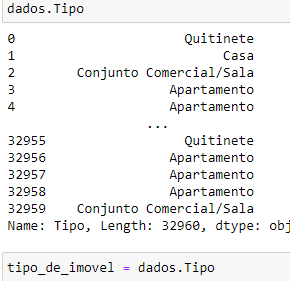 dados.Tipo
0 Quitinete
1 Casa
2 Conjunto Comercial/Sala
3 Apartamento
4 Apartamento
...
32955 Quitinete
32956 Apartamento
32957 Apartamento
32958 Apartamento
32959 Conjunto Comercial/Sala
Name: Tipo, Length: 32960, dtype: obj
tipo_de_imovel = dados.Tipo